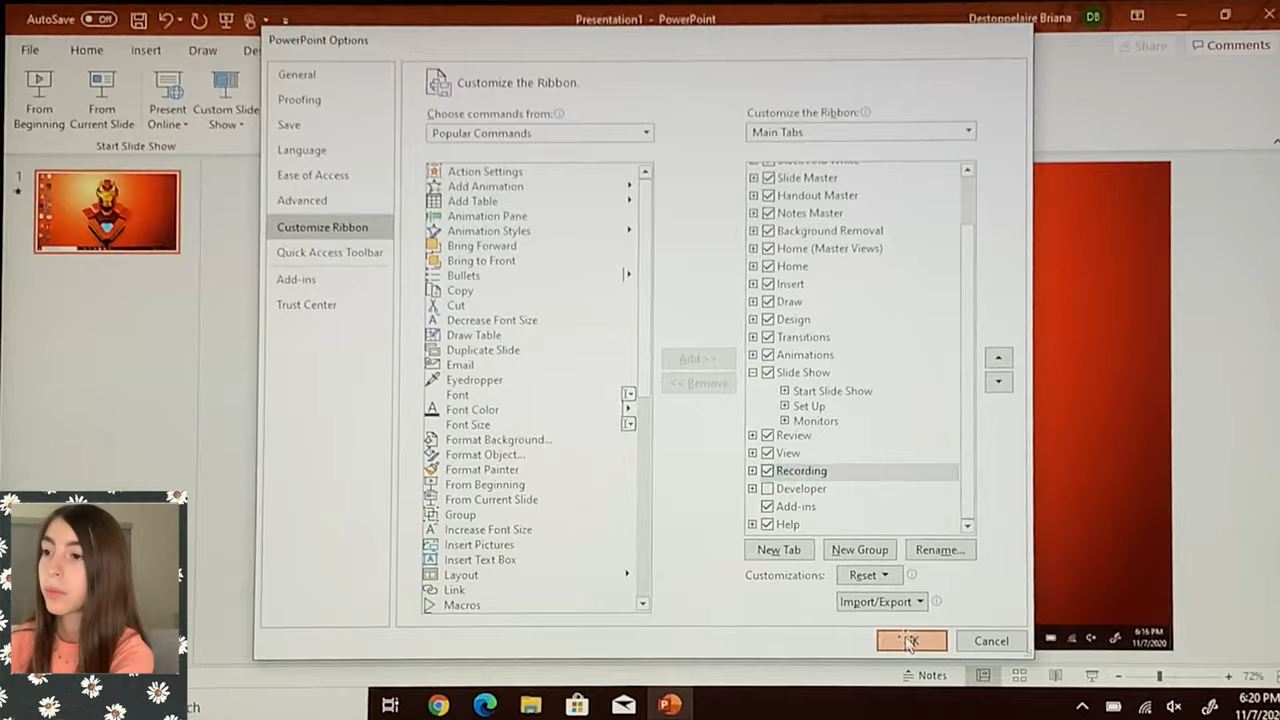 AutoSave Off
Presentation1 - PowerPoint
Destoppelaire Briana DB
File Home Insert Draw
Share Comments
From Beginning
From Current Slide
Present Online
Custom Slide Show
Start Slide Show
1
PowerPoint Options
General
Proofing
Save
Language
Ease of Access
Advanced
Customize Ribbon
Quick Access Toolbar
Add-ins
Trust Center
Customize the Ribbon.
Choose commands from:
Popular Commands
Action Settings
Add Animation
Add Table
Animation Pane
Animation Styles
Bring Forward
Bring to Front
Bullets
Copy
Cut
Decrease Font Size
Draw Table
Duplicate Slide
Email
Eyedropper
Font
Font Color
Font Size
Format Background...
Format Object...
Format Painter
From Beginning
From Current Slide
Group
Increase Font Size
Insert Pictures
Insert Text Box
Layout
Link
Macros
Add >>
<< Remove
Customize the Ribbon:
Main Tabs
Slide Master
Handout Master
Notes Master
Background Removal
Home (Master Views)
Home
Insert
Draw
Design
Transitions
Animations
Slide Show
Start Slide Show
Set Up
Monitors
Review
View
Recording
Developer
Add-ins
Help
New Tab New Group Rename...
Customizations: Reset
Import/Export
Cancel
6:16 PM
11/7/2020
Notes
72%
6:20 PM